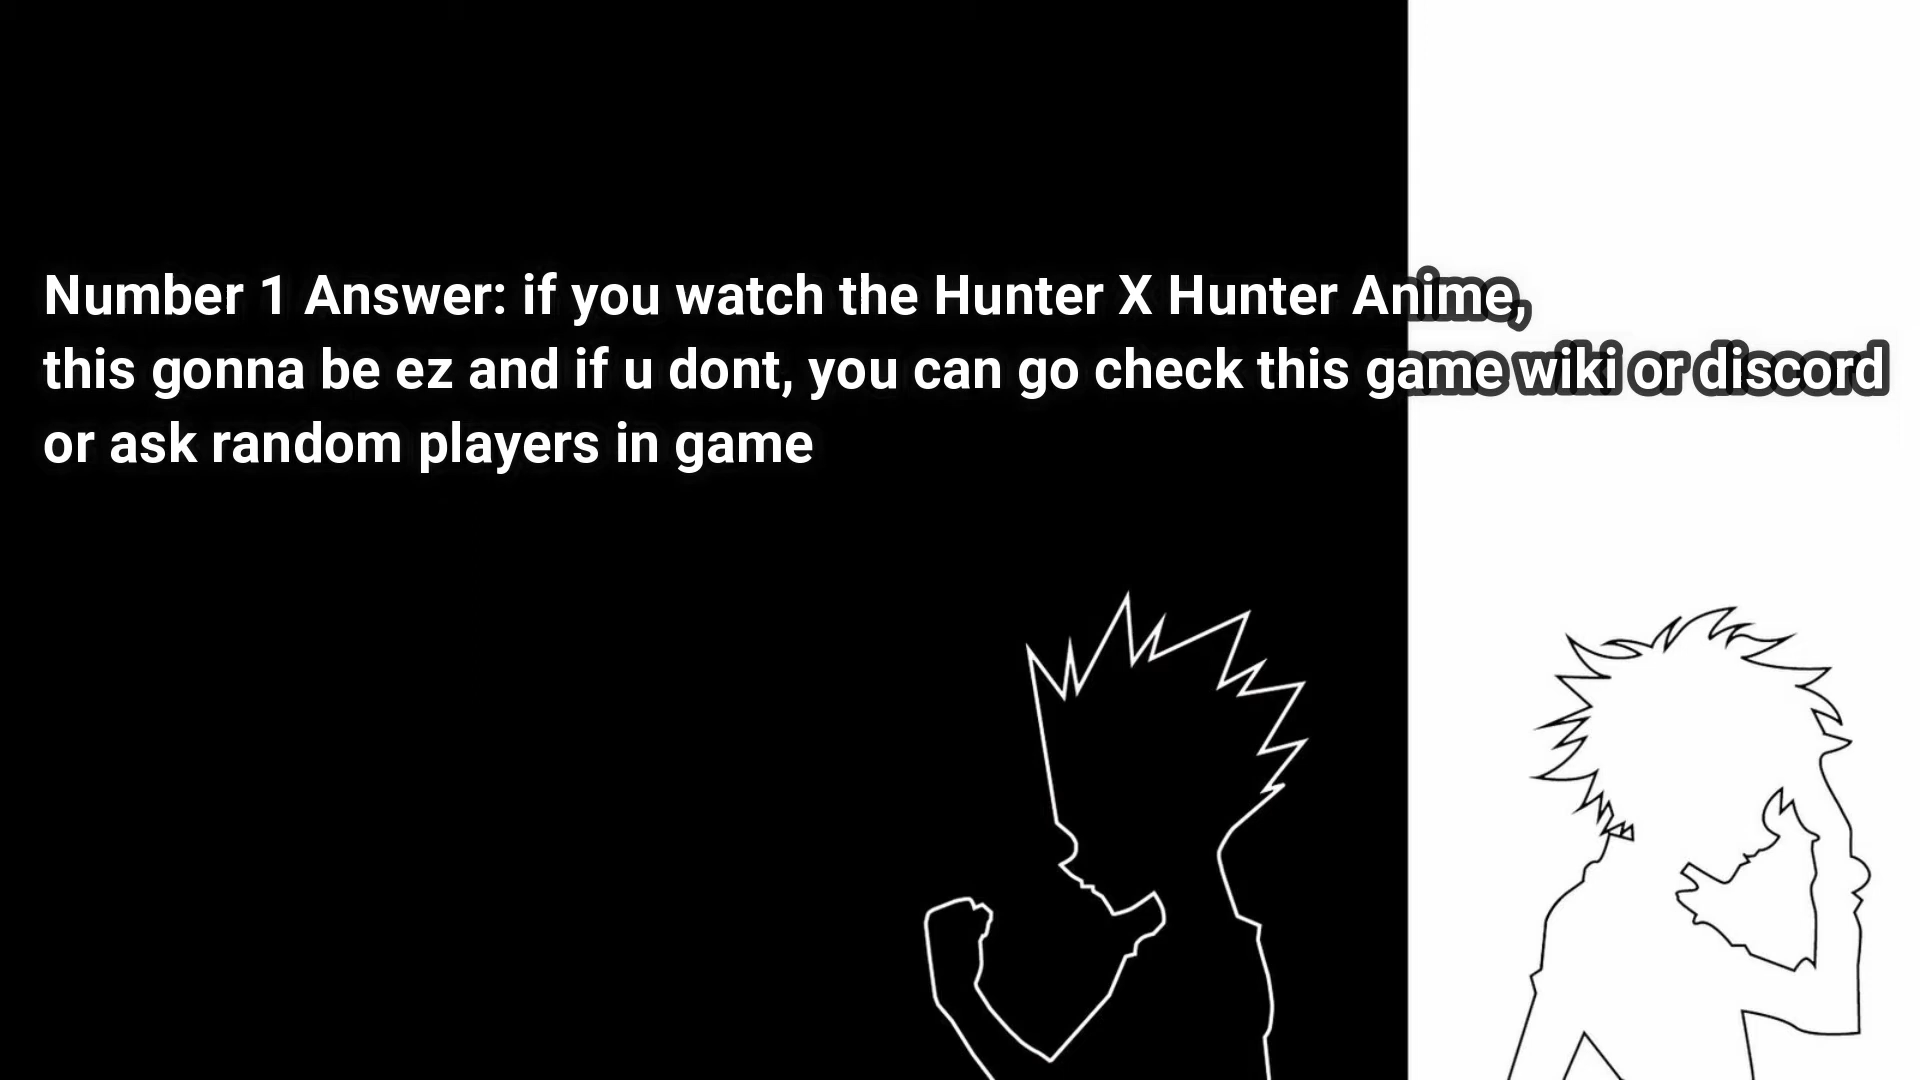 Number 1 Answer: if you watch the Hunter X Hunter Anime,
this gonna be ez and if u dont, you can go check this game wiki or discord
or ask random players in game